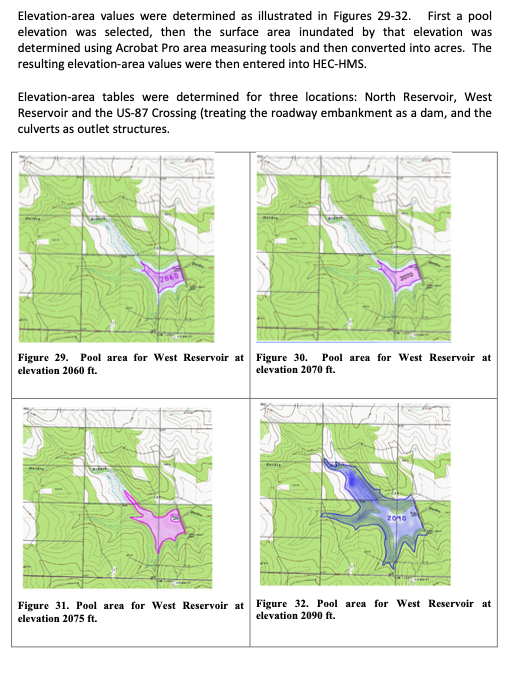 Elevation-area values were determined as illustrated in Figures 29-32. First a pool
elevation was selected, then the surface area inundated by that elevation was
determined using Acrobat Pro area measuring tools and then converted into acres. The
resulting elevation-area values were then entered into HEC-HMS.
Elevation-area tables were determined for three locations: North Reservoir, West
Reservoir and the US-87 Crossing (treating the roadway embankment as a dam, and the
culverts as outlet structures.
2060
2070
Figure 29. Pool area for West Reservoir at
elevation 2060 ft.
Figure 30. Pool area for West Reservoir at
elevation 2070 ft.
2090
Figure 31. Pool area for West Reservoir at
elevation 2075 ft.
Figure 32. Pool area for West Reservoir at
elevation 2090 ft.